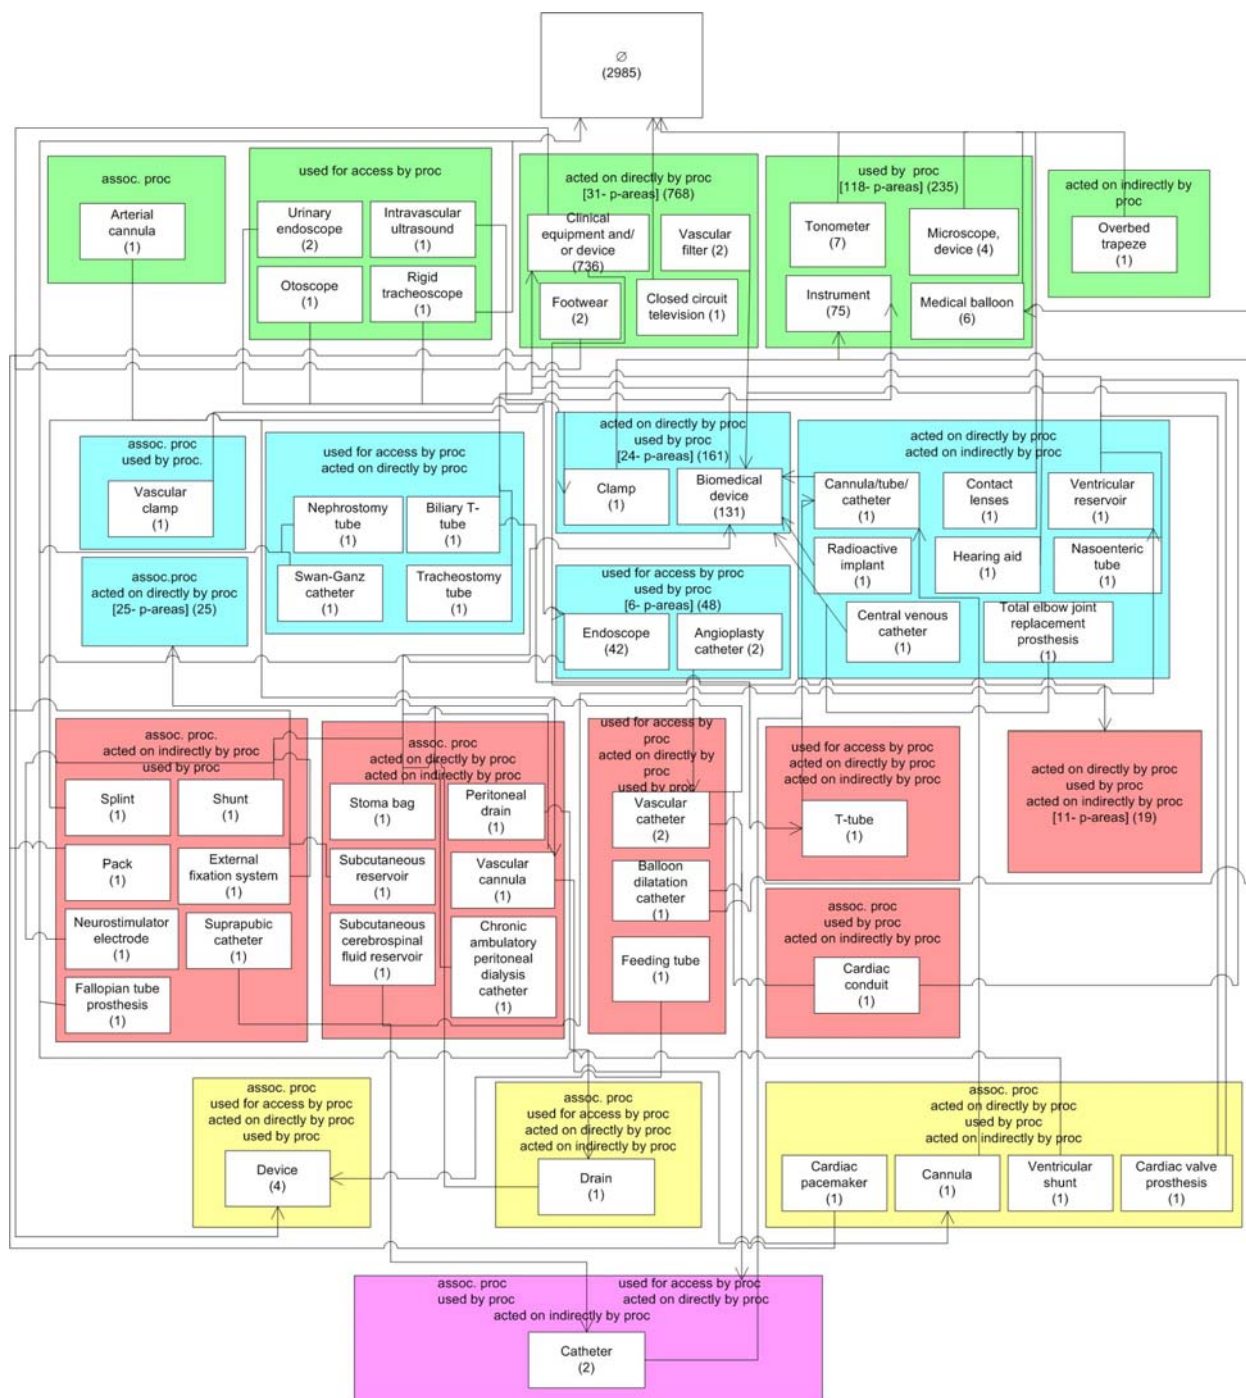 ∅
(2985)
assoc. proc
Arterial
cannula
(1)
used for access by proc
Urinary
endoscope
(2)
Intravascular
ultrasound
(1)
Otoscope
(1)
Rigid
tracheoscope
(1)
acted on directly by proc
[31- p-areas] (768)
Clinical
equipment and/
or device
(736)
Vascular
filter (2)
Footwear
(2)
Closed circuit
television (1)
used by proc
[118- p-areas] (235)
Tonometer
(7)
Microscope,
device (4)
Instrument
(75)
Medical balloon
(6)
acted on indirectly by
proc
Overbed
trapeze
(1)
assoc. proc
used by proc.
Vascular
clamp
(1)
used for access by proc
acted on directly by proc
Nephrostomy
tube
(1)
Biliary T-
tube
(1)
Swan-Ganz
catheter
(1)
Tracheostomy
tube
(1)
acted on directly by proc
used by proc
[24- p-areas] (161)
Clamp
(1)
Biomedical
device
(131)
acted on directly by proc
acted on indirectly by proc
Cannula/tube/
catheter
(1)
Contact
lenses
(1)
Ventricular
reservoir
(1)
Radioactive
implant
(1)
Hearing aid
(1)
Nasoenteric
tube
(1)
Central venous
catheter
(1)
Total elbow joint
replacement
prosthesis
(1)
assoc.proc
acted on directly by proc
[25- p-areas] (25)
used for access by proc
used by proc
[6- p-areas] (48)
Endoscope
(42)
Angioplasty
catheter (2)
assoc. proc.
acted on indirectly by proc
used by proc
Splint
(1)
Shunt
(1)
Pack
(1)
External
fixation system
(1)
Neurostimulator
electrode
(1)
Suprapubic
catheter
(1)
Fallopian tube
prosthesis
(1)
assoc. proc
acted on directly by proc
acted on indirectly by proc
Stoma bag
(1)
Peritoneal
drain
(1)
Subcutaneous
reservoir
(1)
Vascular
cannula
(1)
Subcutaneous
cerebrospinal
fluid reservoir
(1)
Chronic
ambulatory
peritoneal
dialysis
catheter
(1)
used for access by
proc
acted on directly by
proc
used by proc
Vascular
catheter
(2)
Balloon
dilatation
catheter
(1)
Feeding tube
(1)
used for access by proc
acted on directly by proc
acted on indirectly by proc
T-tube
(1)
acted on directly by proc
used by proc
acted on indirectly by proc
[11- p-areas] (19)
assoc. proc
used by proc
acted on indirectly by proc
Cardiac
conduit
(1)
assoc. proc
used for access by proc
acted on directly by proc
used by proc
Device
(4)
assoc. proc
used for access by proc
acted on directly by proc
acted on indirectly by proc
Drain
(1)
assoc. proc
acted on directly by proc
used by proc
acted on indirectly by proc
Cardiac
pacemaker
(1)
Cannula
(1)
Ventricular
shunt
(1)
Cardiac valve
prosthesis
(1)
assoc. proc used for access by proc
used by proc acted on directly by proc
acted on indirectly by proc
Catheter
(2)